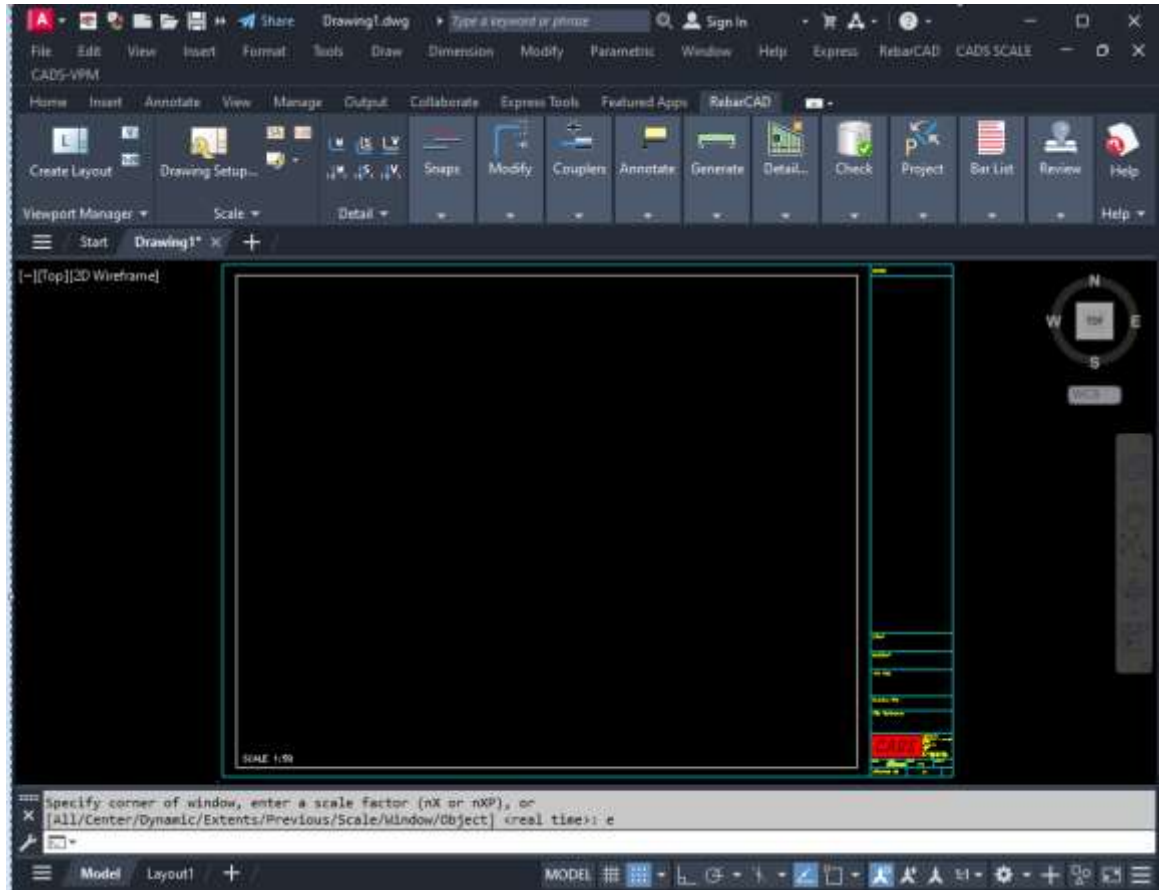 Share Drawing1.dwg Type a keyword or phrase Sign In
File Edit View Insert Format Tools Draw Dimension Modify Parametric Window Help Express RebarCAD CADS SCALE
CADS-VPM
Home Insert Annotate View Manage Output Collaborate Express Tools Featured Apps RebarCAD
Create Layout Drawing Setup... Snaps Modify Couplers Annotate Generate Detail... Check Project Bar List Review Help
Viewport Manager Scale Detail Help
Start Drawing1* +
[−][Top][2D Wireframe]
N
W TOP E
S
WCS
SCALE 1:50
CADS
Specify corner of window, enter a scale factor (nX or nXP), or
[All/Center/Dynamic/Extents/Previous/Scale/Window/Object] <real time>: e
Model Layout1 + MODEL 1:1